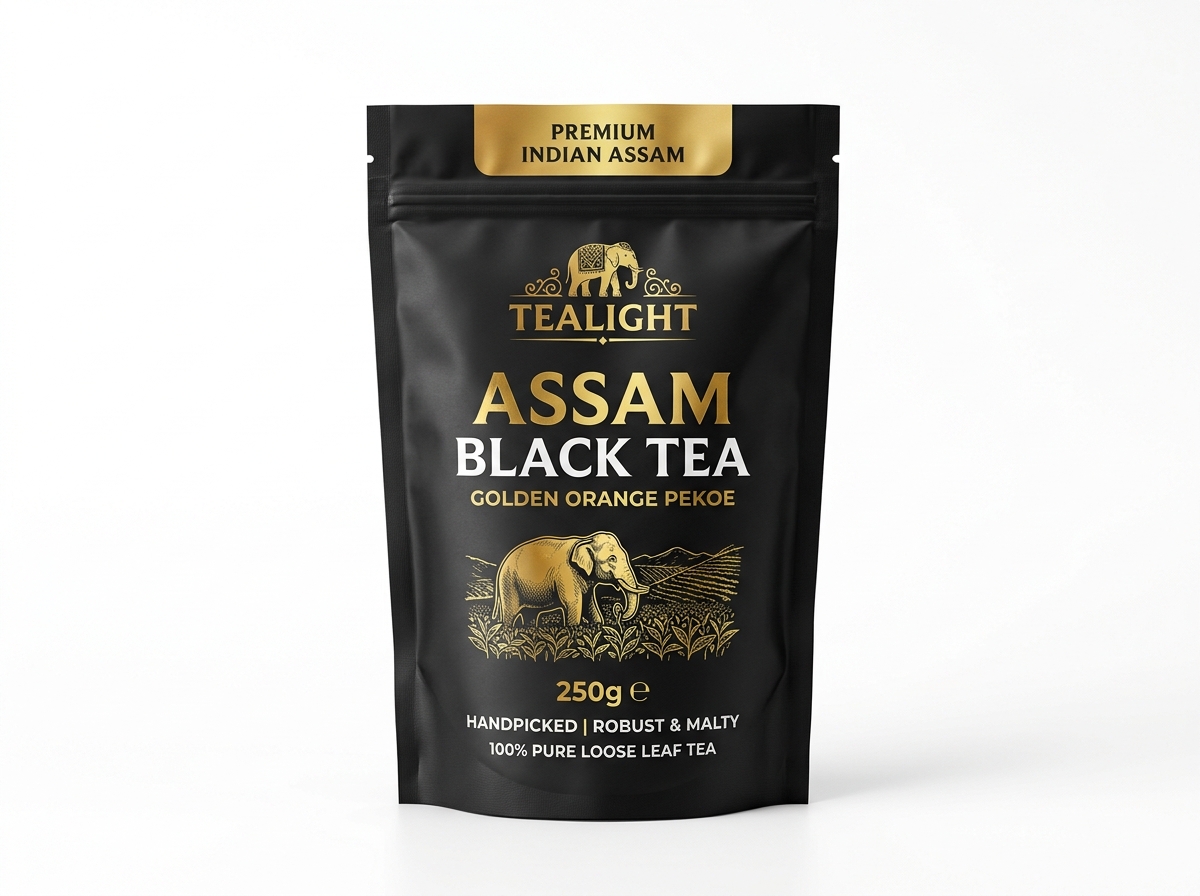 PREMIUM
INDIAN ASSAM
TEALIGHT
ASSAM
BLACK TEA
GOLDEN ORANGE PEKOE
250g ℮
HANDPICKED | ROBUST & MALTY
100% PURE LOOSE LEAF TEA